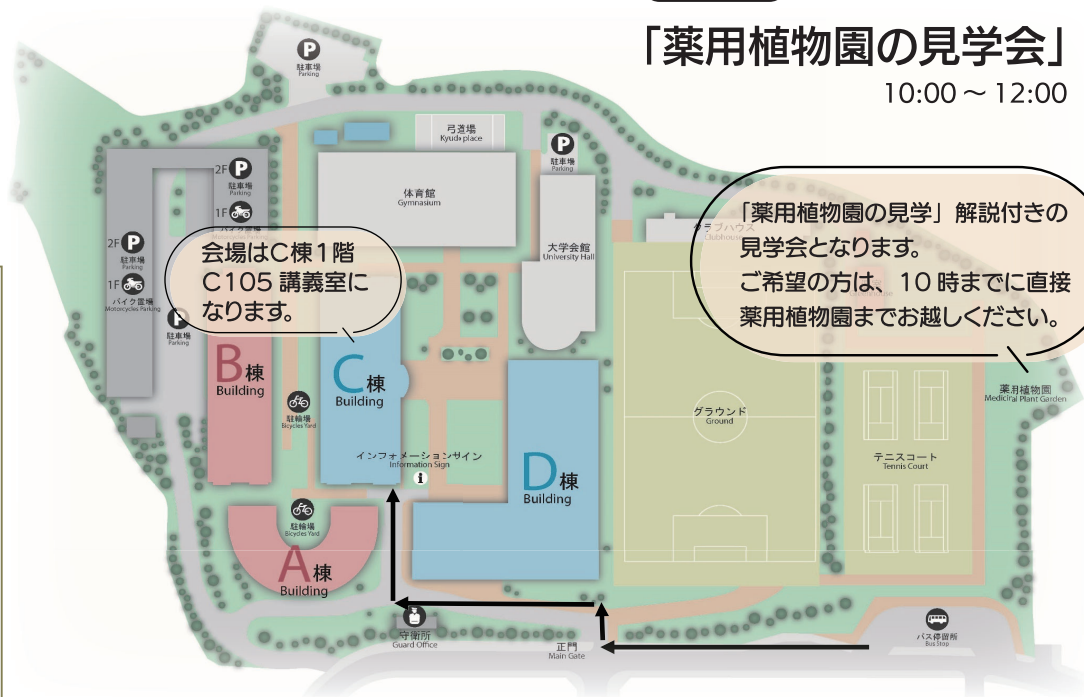 「薬用植物園の見学会」
10:00 ～ 12:00
P
駐車場
Parking
弓道場
Kyudo place
P
駐車場
Parking
2F P
駐車場
Parking
1F
体育館
Gymnasium
大学会館
University Hall
クラブハウス
Clubhouse
「薬用植物園の見学」解説付きの
見学会となります。
ご希望の方は、10 時までに直接
薬用植物園までお越しください。
2F P
駐車場
Parking
1F
バイク置場
Motorcycles Parking
会場はC棟1階
C105 講義室に
なります。
P
駐車場
Parking
B棟
Building
C棟
Building
薬用植物園
Medicinal Plant Garden
駐輪場
Bicycles Yard
グラウンド
Ground
インフォメーションサイン
Information Sign
i
D棟
Building
テニスコート
Tennis Court
駐輪場
Bicycles Yard
A棟
Building
守衛所
Guard Office
正門
Main Gate
バス停留所
Bus Stop